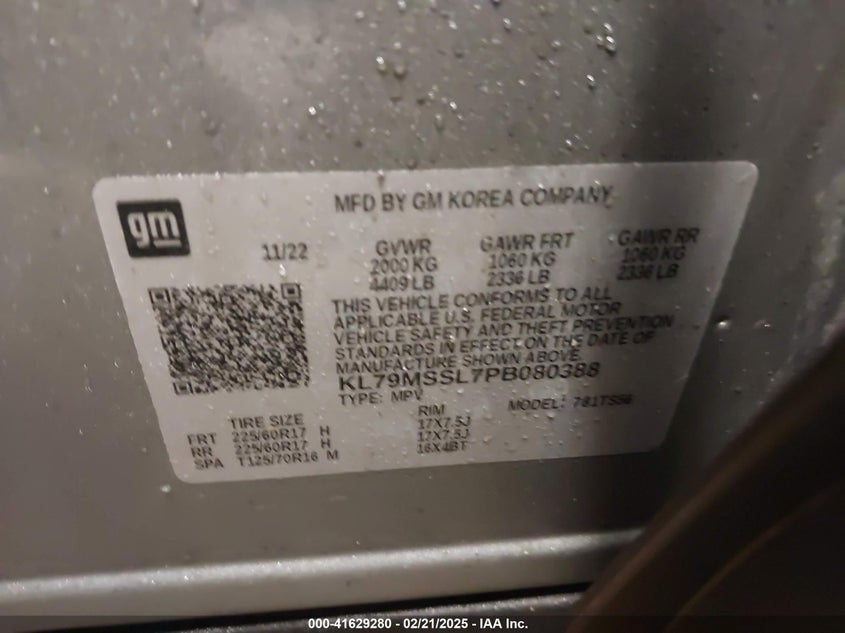 gm
MFD BY GM KOREA COMPANY
11/22 GVWR GAWR FRT GAWR RR
2000 KG 1060 KG 1060 KG
4409 LB 2336 LB 2336 LB
THIS VEHICLE CONFORMS TO ALL
APPLICABLE U.S. FEDERAL MOTOR
VEHICLE SAFETY AND THEFT PREVENTION
STANDARDS IN EFFECT ON THE DATE OF
MANUFACTURE SHOWN ABOVE.
KL79MSSL7PB080388
TYPE: MPV MODEL:
TIRE SIZE RIM
FRT 225/60R17 H 17X7.5J
RR 225/60R17 H 17X7.5J
SPA T125/70R16 M 16X4BT
000-41629280 - 02/21/2025 - IAA Inc.